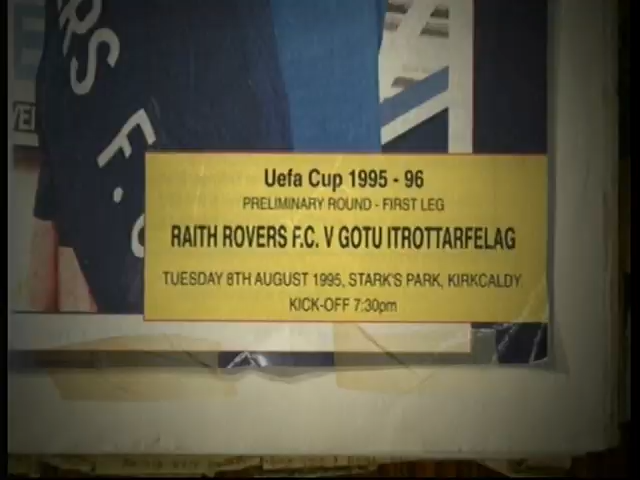 RS F.C
Uefa Cup 1995 - 96
PRELIMINARY ROUND - FIRST LEG
RAITH ROVERS F.C. V GOTU ITROTTARFELAG
TUESDAY 8TH AUGUST 1995, STARK'S PARK, KIRKCALDY.
KICK-OFF 7:30pm